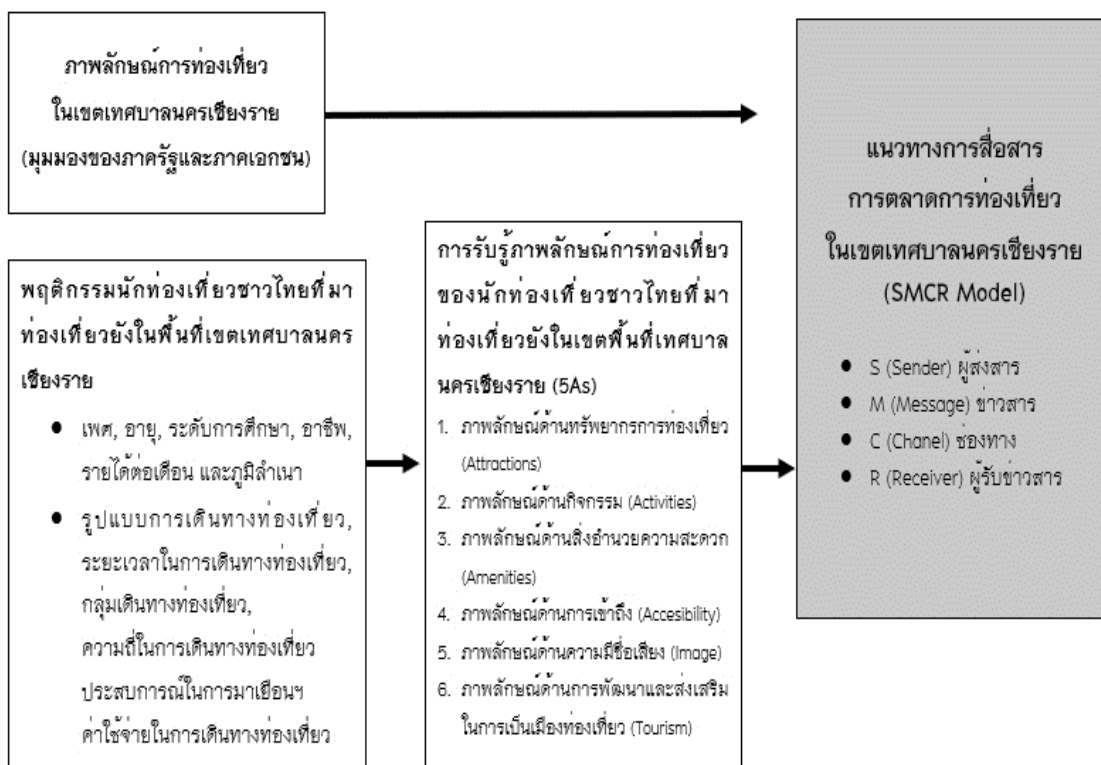 ภาพลักษณ์การท่องเที่ยว
ในเขตเทศบาลนครเชียงราย
(มุมมองของภาครัฐและภาคเอกชน)
พฤติกรรมนักท่องเที่ยวชาวไทยที่มา
ท่องเที่ยวยังในพื้นที่เขตเทศบาลนคร
เชียงราย
● เพศ, อายุ, ระดับการศึกษา, อาชีพ,
รายได้ต่อเดือน และภูมิลำเนา
● รูปแบบการเดินทางท่องเที่ยว,
ระยะเวลาในการเดินทางท่องเที่ยว,
กลุ่มเดินทางท่องเที่ยว,
ความถี่ในการเดินทางท่องเที่ยว
ประสบการณ์ในการมาเยือนฯ
ค่าใช้จ่ายในการเดินทางท่องเที่ยว
การรับรู้ภาพลักษณ์การท่องเที่ยว
ของนักท่องเที่ยวชาวไทยที่มา
ท่องเที่ยวยังในเขตพื้นที่เทศบาล
นครเชียงราย (5As)
1. ภาพลักษณ์ด้านทรัพยากรการท่องเที่ยว
(Attractions)
2. ภาพลักษณ์ด้านกิจกรรม (Activities)
3. ภาพลักษณ์ด้านสิ่งอำนวยความสะดวก
(Amenities)
4. ภาพลักษณ์ด้านการเข้าถึง (Accesibility)
5. ภาพลักษณ์ด้านความมีชื่อเสียง (Image)
6. ภาพลักษณ์ด้านการพัฒนาและส่งเสริม
ในการเป็นเมืองท่องเที่ยว (Tourism)
แนวทางการสื่อสาร
การตลาดการท่องเที่ยว
ในเขตเทศบาลนครเชียงราย
(SMCR Model)
● S (Sender) ผู้ส่งสาร
● M (Message) ข่าวสาร
● C (Chanel) ช่องทาง
● R (Receiver) ผู้รับข่าวสาร